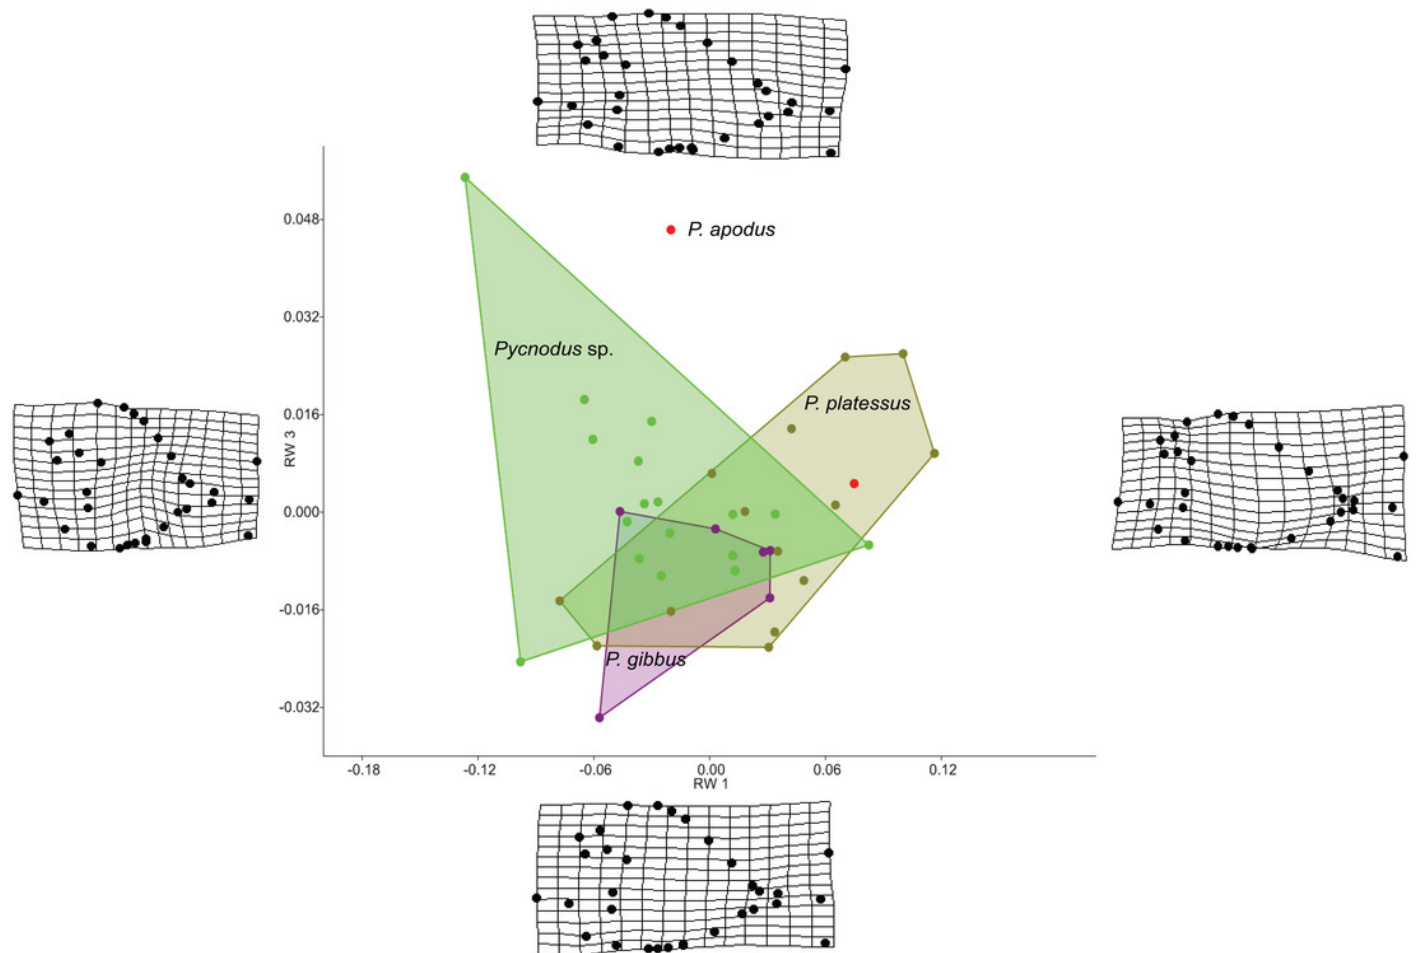 P. apodus
0.048
0.032
Pycnodus sp.
P. platessus
0.016
RW 3
0.000
-0.016
P. gibbus
-0.032
-0.18
-0.12
-0.06
0.00
0.06
0.12
RW 1